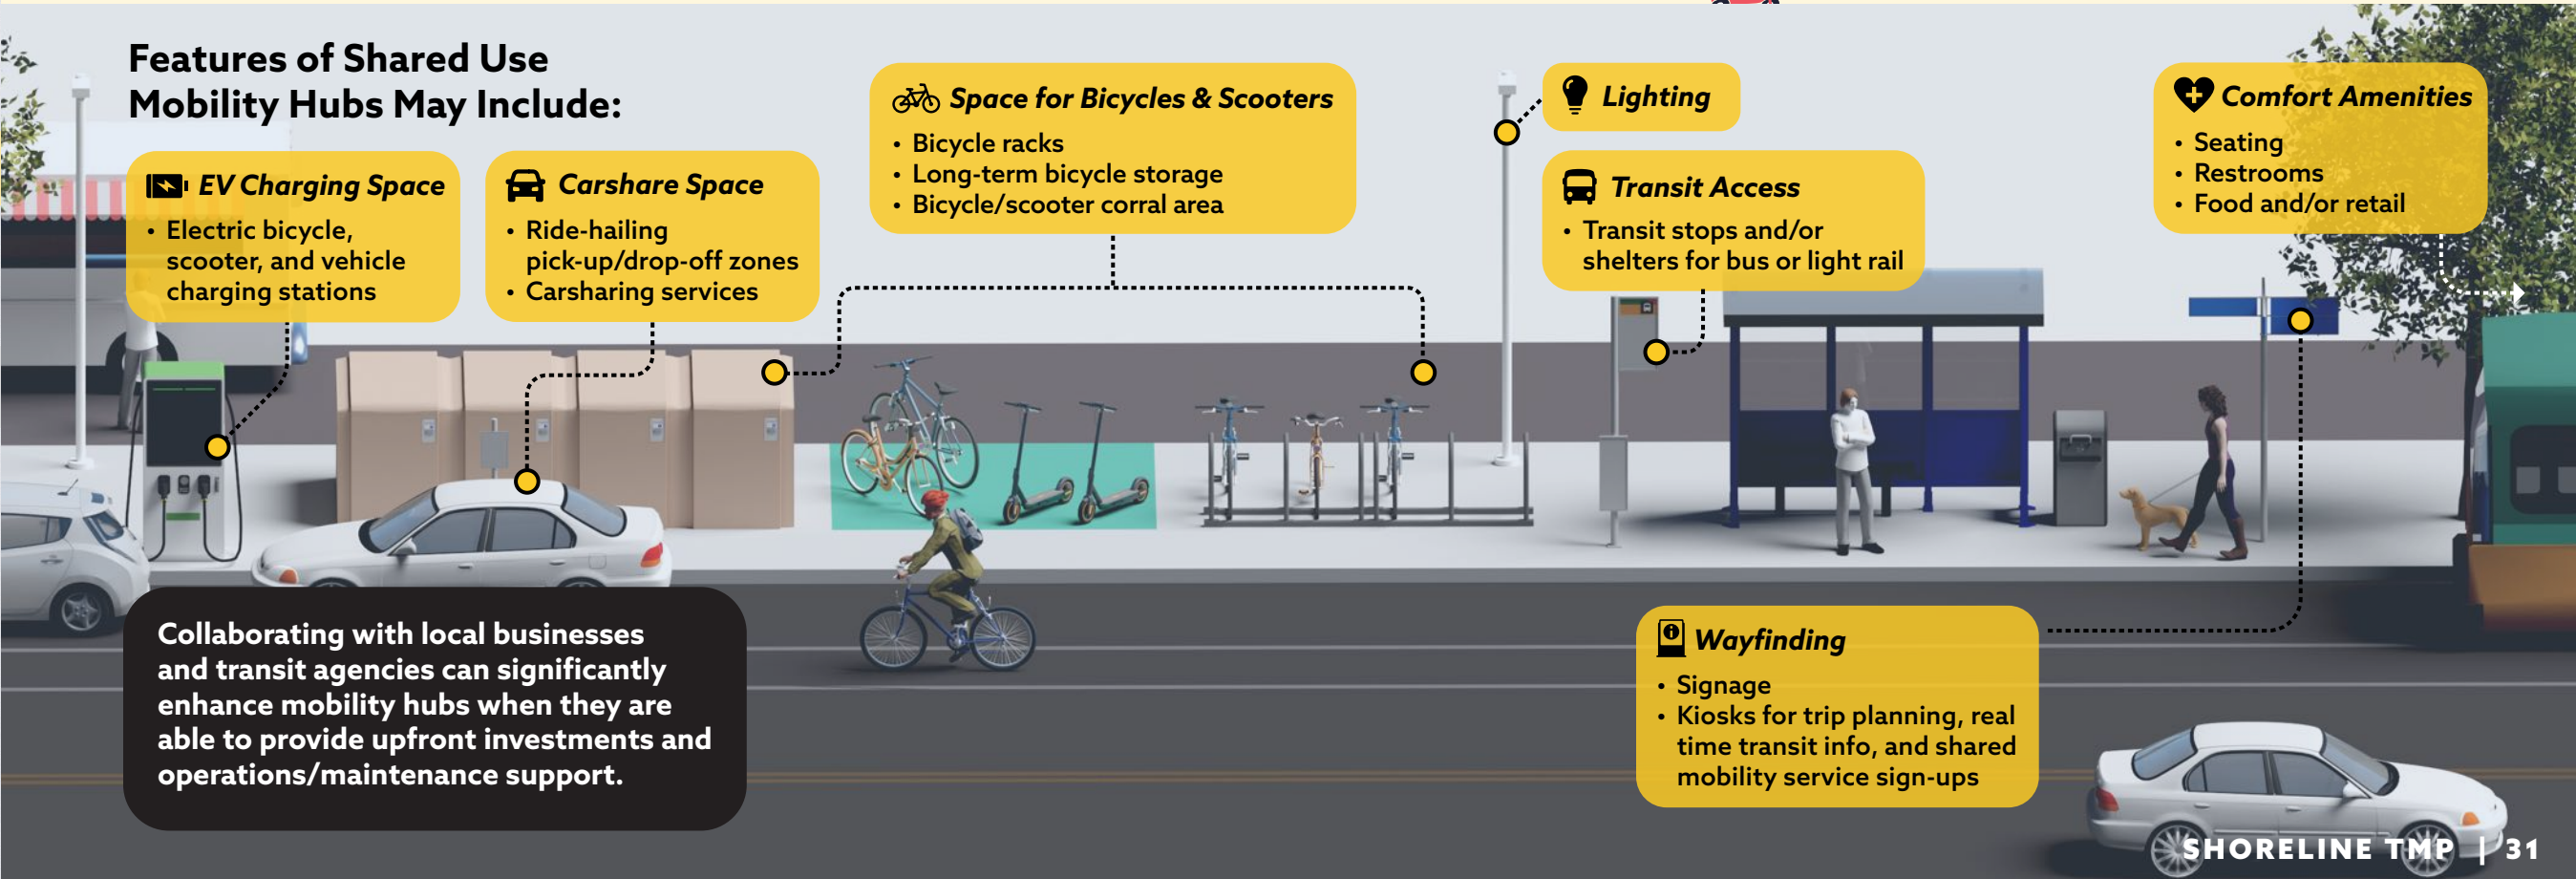 Features of Shared Use
Mobility Hubs May Include:
EV Charging Space
• Electric bicycle,
scooter, and vehicle
charging stations
Carshare Space
• Ride-hailing
pick-up/drop-off zones
• Carsharing services
Space for Bicycles & Scooters
• Bicycle racks
• Long-term bicycle storage
• Bicycle/scooter corral area
Lighting
Transit Access
• Transit stops and/or
shelters for bus or light rail
Comfort Amenities
• Seating
• Restrooms
• Food and/or retail
Collaborating with local businesses
and transit agencies can significantly
enhance mobility hubs when they are
able to provide upfront investments and
operations/maintenance support.
Wayfinding
• Signage
• Kiosks for trip planning, real
time transit info, and shared
mobility service sign-ups
SHORELINE TMP | 31